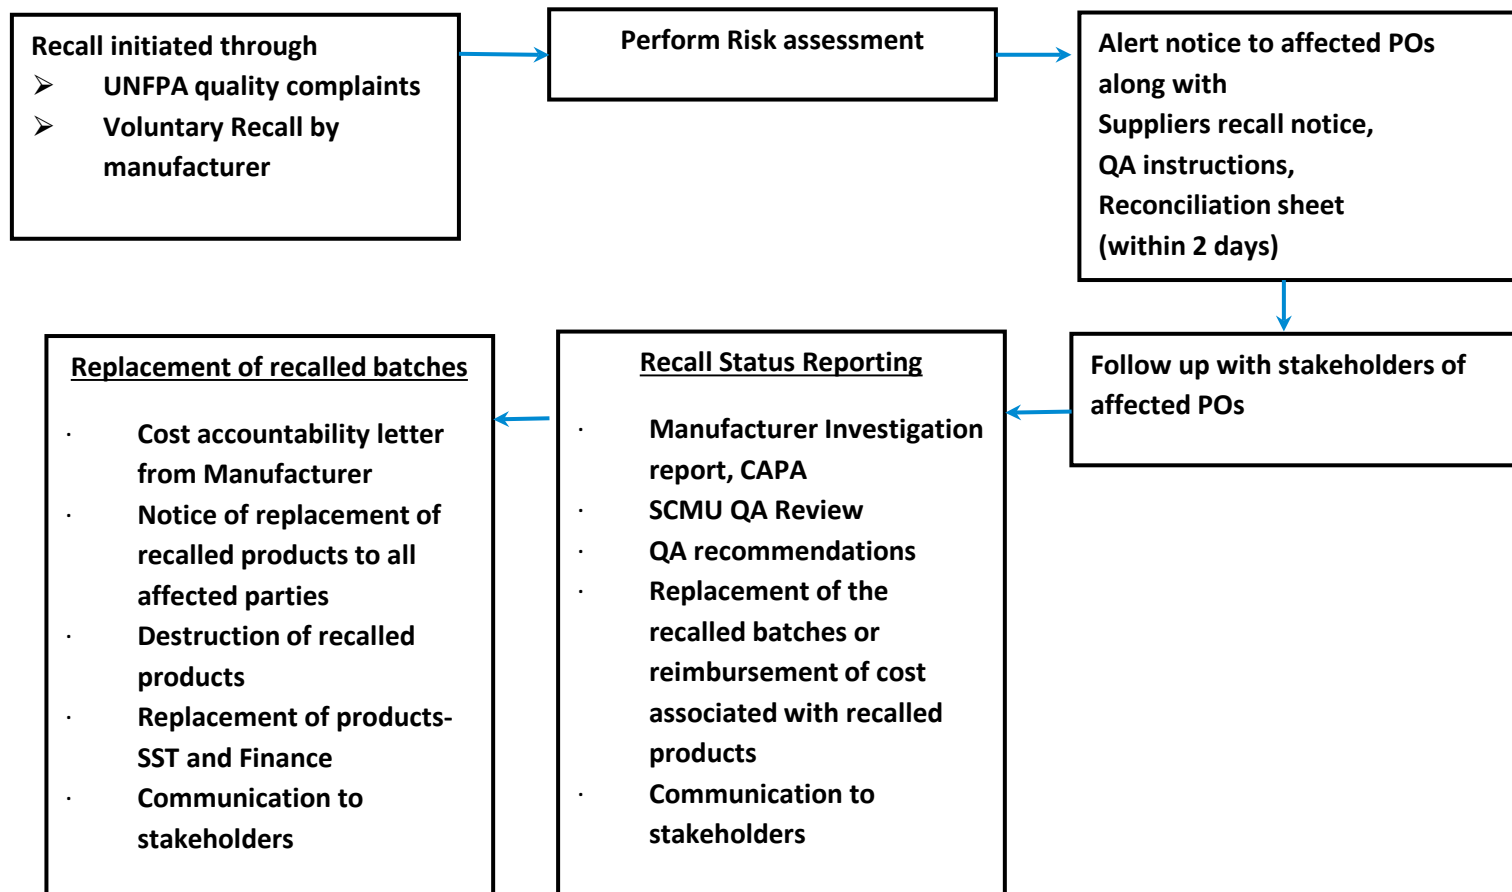 Recall initiated through
➢ UNFPA quality complaints
➢ Voluntary Recall by
manufacturer
Perform Risk assessment
Alert notice to affected POs
along with
Suppliers recall notice,
QA instructions,
Reconciliation sheet
(within 2 days)
Follow up with stakeholders of
affected POs
Recall Status Reporting
· Manufacturer Investigation
report, CAPA
· SCMU QA Review
· QA recommendations
· Replacement of the
recalled batches or
reimbursement of cost
associated with recalled
products
· Communication to
stakeholders
Replacement of recalled batches
· Cost accountability letter
from Manufacturer
· Notice of replacement of
recalled products to all
affected parties
· Destruction of recalled
products
· Replacement of products-
SST and Finance
· Communication to
stakeholders